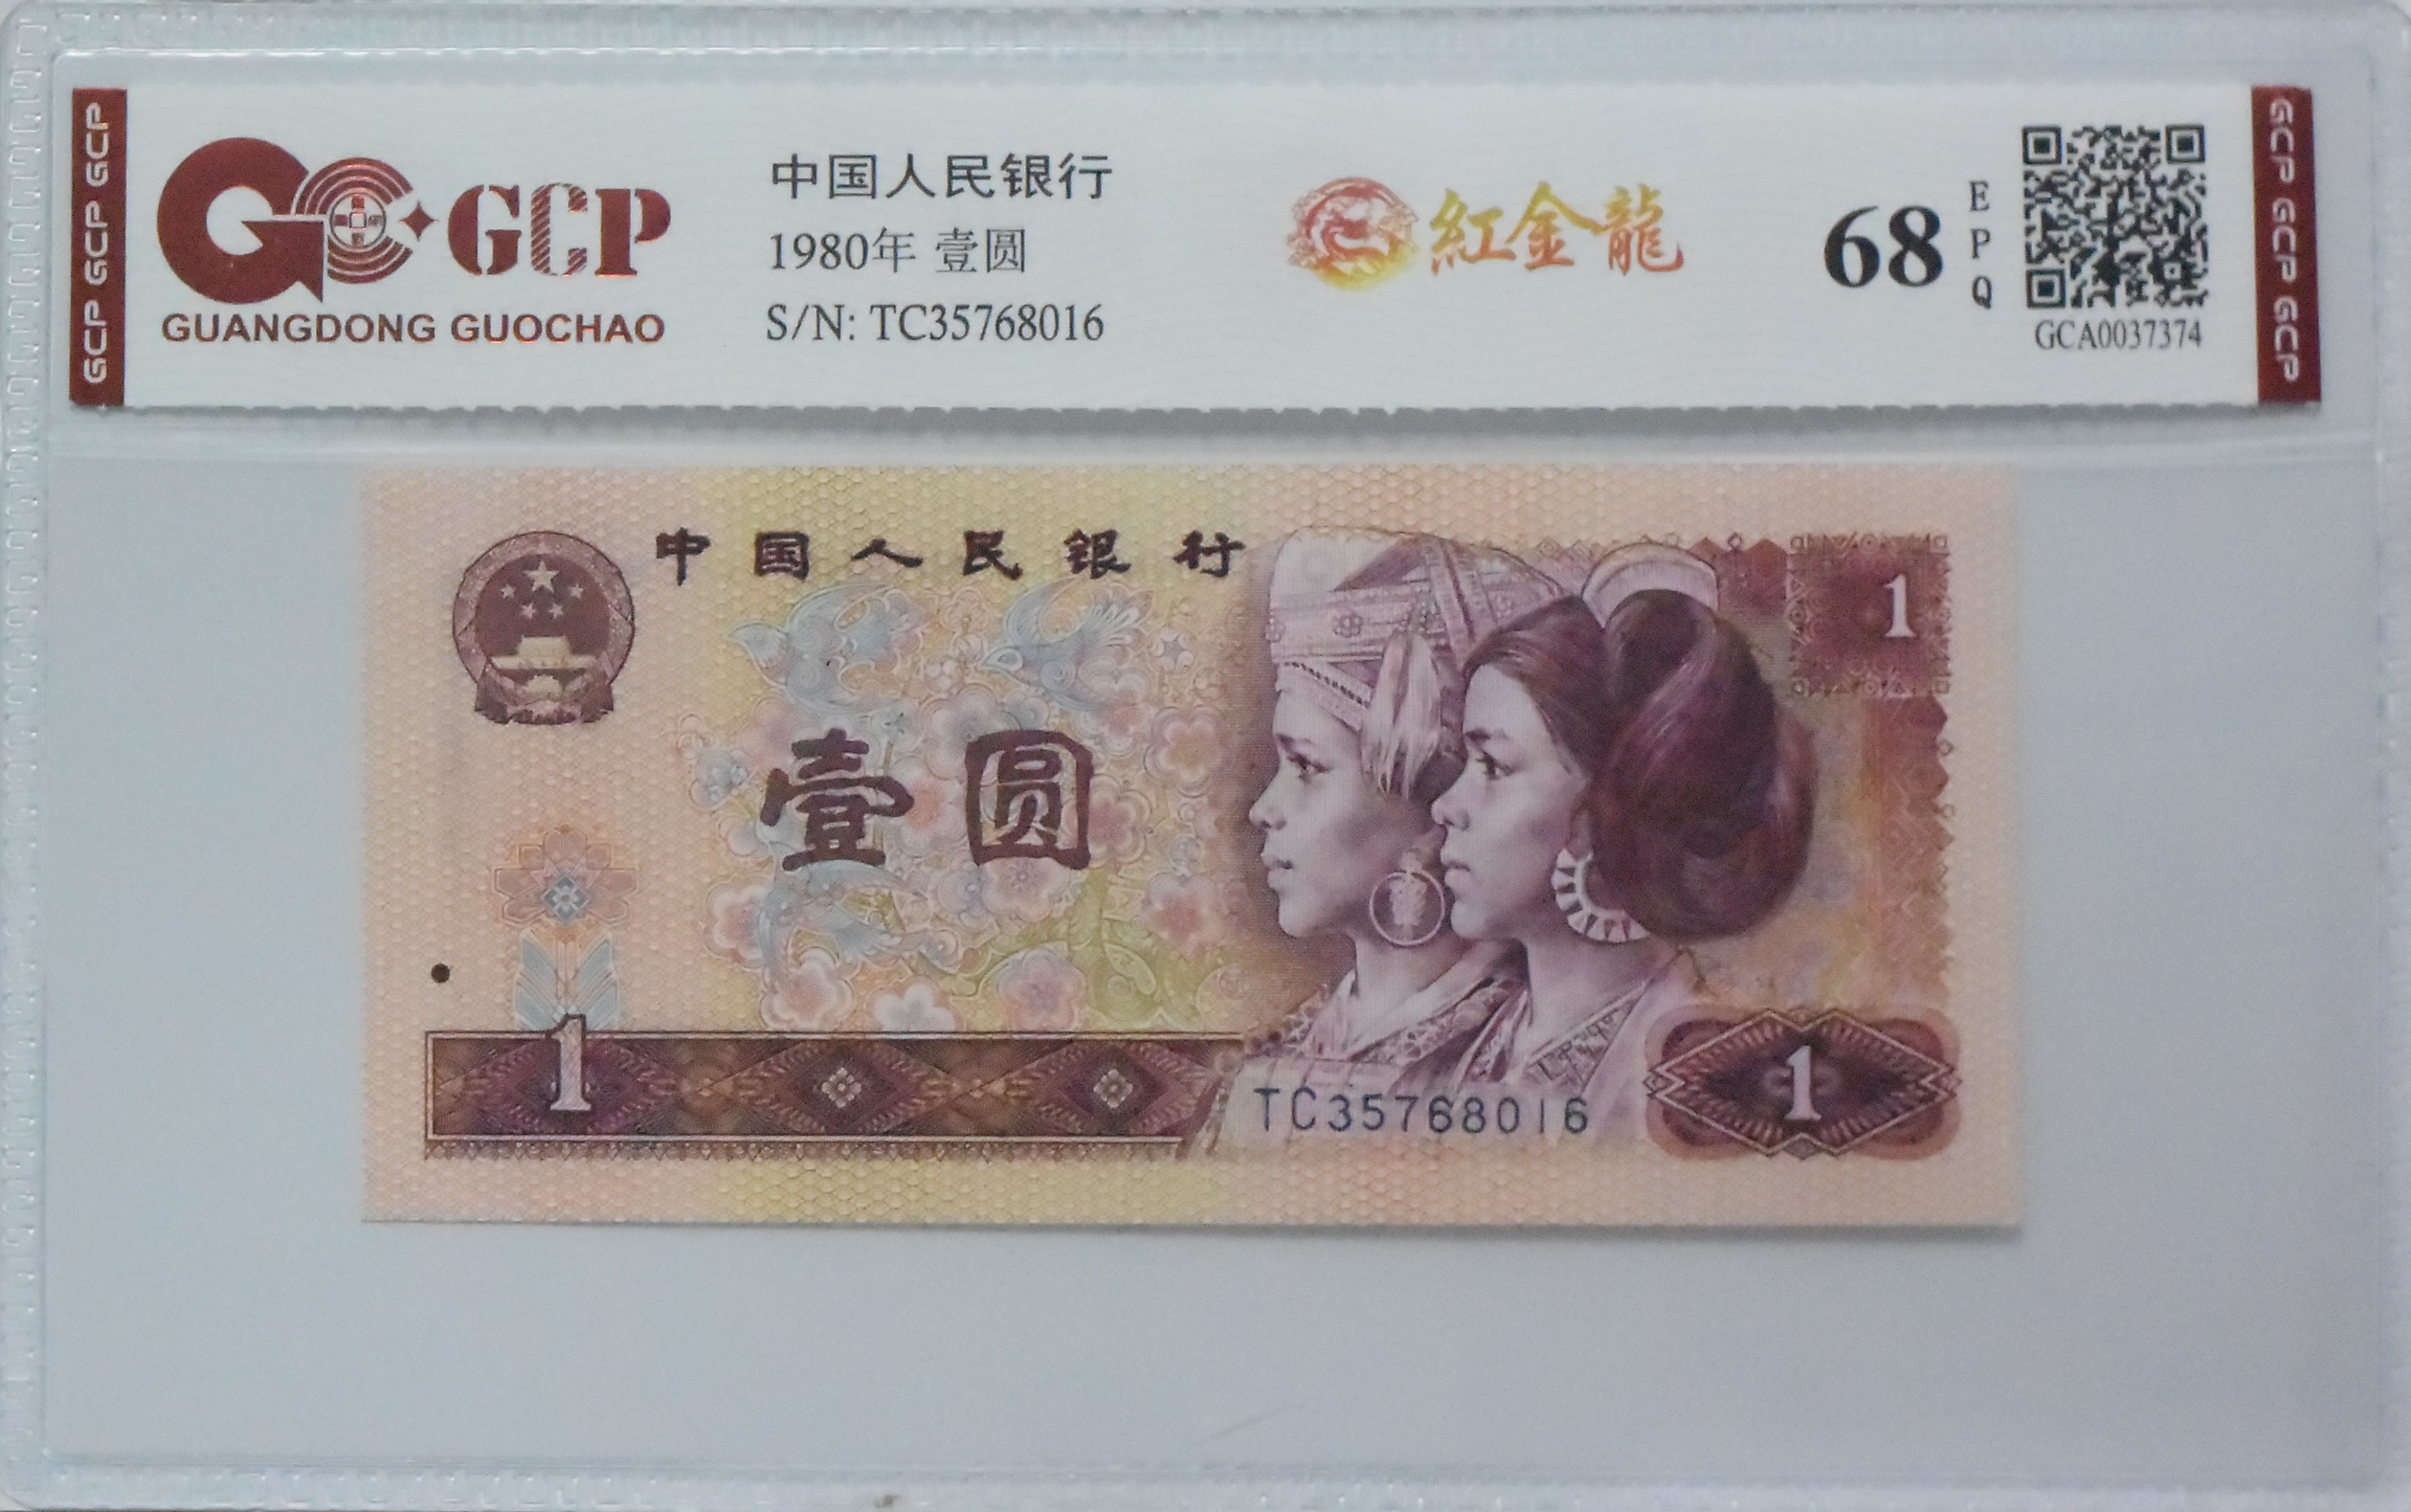 GCP GCP GCP
GC GCP
GUANGDONG GUOCHAO
中国人民银行
1980年 壹圆
S/N: TC35768016
紅金龍
68
EPQ
GCA0037374
GCP GCP GCP
中国人民银行
1
壹圆
1
TC35768016
1